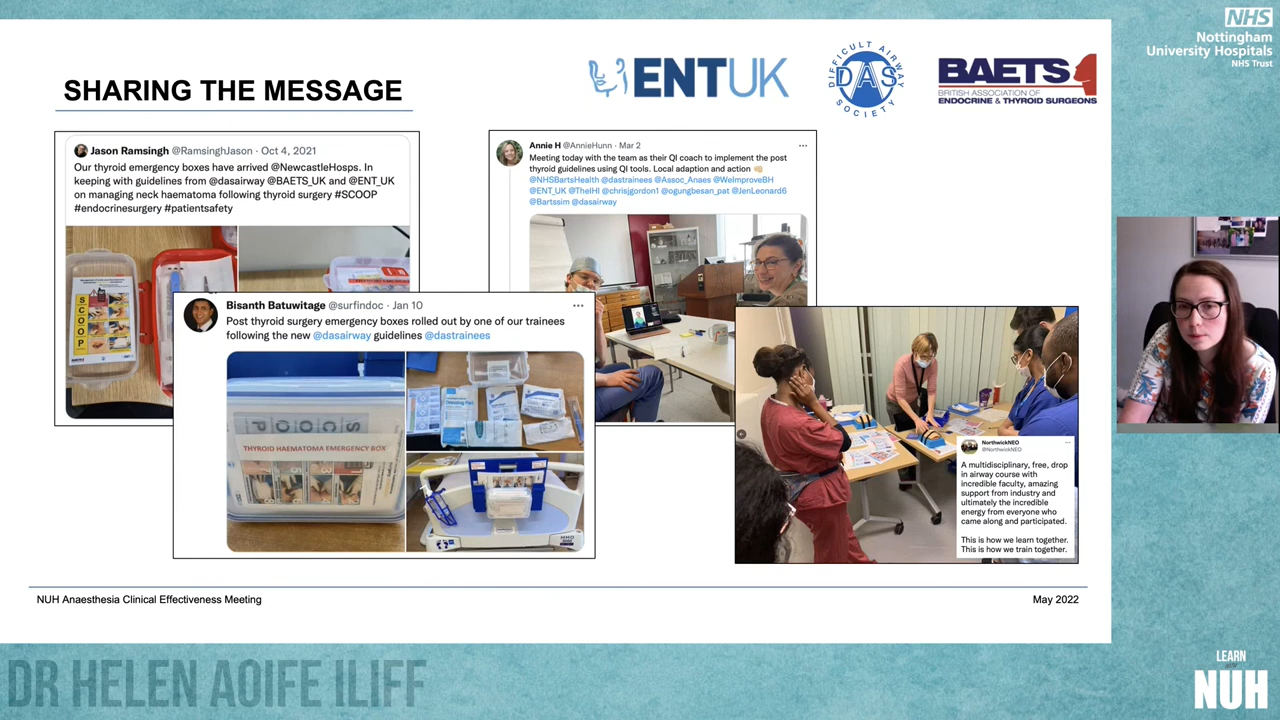 SHARING THE MESSAGE
ENTUK
DIFFICULT AIRWAY SOCIETY
DAS
BAETS
BRITISH ASSOCIATION OF
ENDOCRINE & THYROID SURGEONS
NHS
Nottingham
University Hospitals
NHS Trust
Jason Ramsingh @RamsinghJason · Oct 4, 2021
Our thyroid emergency boxes have arrived @NewcastleHosps. In
keeping with guidelines from @dasairway @BAETS_UK and @ENT_UK
on managing neck haematoma following thyroid surgery #SCOOP
#endocrinesurgery #patientsafety
SCOOP
Annie H @AnnieHunn · Mar 2
Meeting today with the team as their QI coach to implement the post
thyroid guidelines using QI tools. Local adaption and action
@NHSBartsHealth @dastrainees @Assoc_Anaes @WeImproveBH
@ENT_UK @TheIHI @chrisjgordon1 @ogungbesan_pat @JenLeonard6
@Bartssim @dasairway
Bisanth Batuwitage @surfindoc · Jan 10
Post thyroid surgery emergency boxes rolled out by one of our trainees
following the new @dasairway guidelines @dastrainees
SCOOP
THYROID HAEMATOMA EMERGENCY BOX
NorthwickNEO
@NorthwickNEO
A multidisciplinary, free, drop
in airway course with
incredible faculty, amazing
support from industry and
ultimately the incredible
energy from everyone who
came along and participated.
This is how we learn together.
This is how we train together.
NUH Anaesthesia Clinical Effectiveness Meeting
May 2022
DR HELEN AOIFE ILIFF
LEARN
NUH